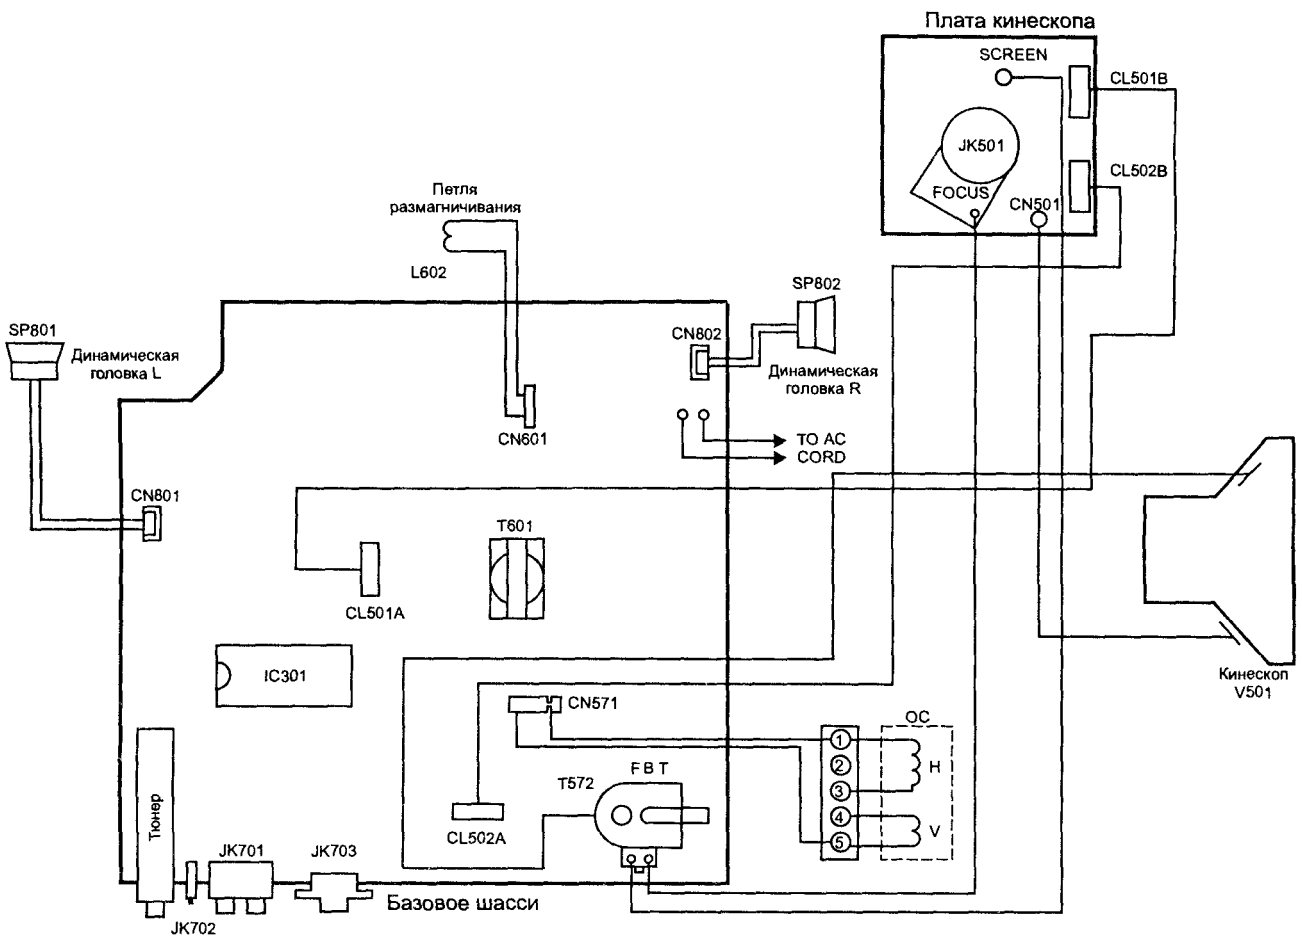 Плата кинескопа
SCREEN
CL501B
JK501
CL502B
FOCUS
CN501
Петля
размагничивания
L602
SP802
SP801
CN802
Динамическая
головка L
Динамическая
головка R
CN601
TO AC
CORD
CN801
T601
CL501A
IC301
Кинескоп
V501
CN571
ОС
1
2
3
4
5
H
V
FBT
T572
CL502A
Тюнер
JK701
JK703
JK702
Базовое шасси